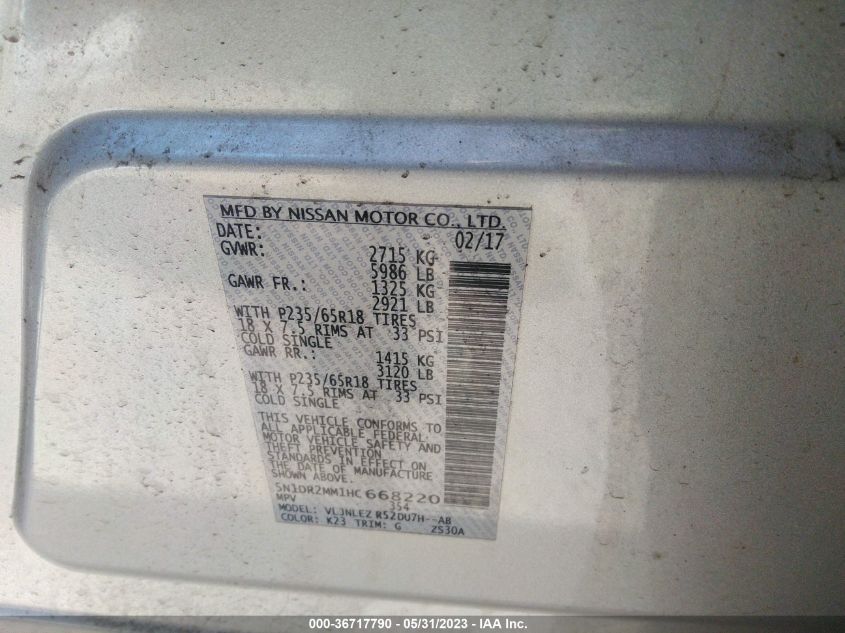 MFD BY NISSAN MOTOR CO., LTD.
DATE: 02/17
GVWR: 2715 KG
5986 LB
GAWR FR.: 1325 KG
2921 LB
WITH P235/65R18 TIRES
18 X 7.5 RIMS AT 33 PSI
COLD SINGLE
GAWR RR.: 1415 KG
3120 LB
WITH P235/65R18 TIRES
18 X 7.5 RIMS AT 33 PSI
COLD SINGLE
THIS VEHICLE CONFORMS TO
ALL APPLICABLE FEDERAL
MOTOR VEHICLE SAFETY AND
THEFT PREVENTION
STANDARDS IN EFFECT ON
THE DATE OF MANUFACTURE
SHOWN ABOVE.
5N1DR2MM1HC668220
MPV 354
MODEL: VLJNLEZ R52DU7H--AB
COLOR: K23 TRIM: G ZS30A
000-36717790 - 05/31/2023 - IAA Inc.